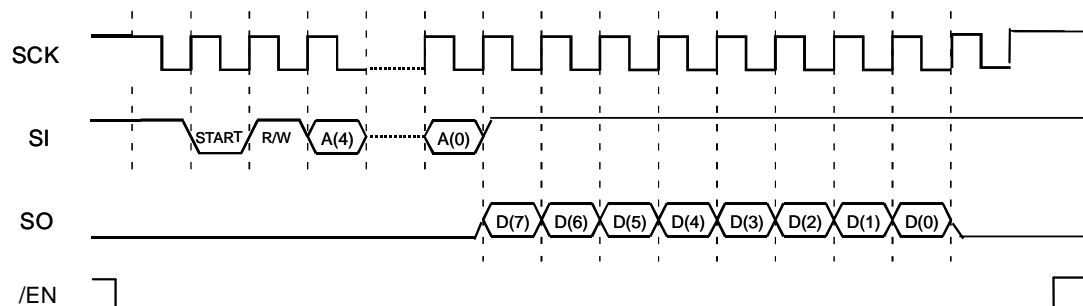 SCK
SI START R/W A(4) A(0)
SO D(7) D(6) D(5) D(4) D(3) D(2) D(1) D(0)
/EN